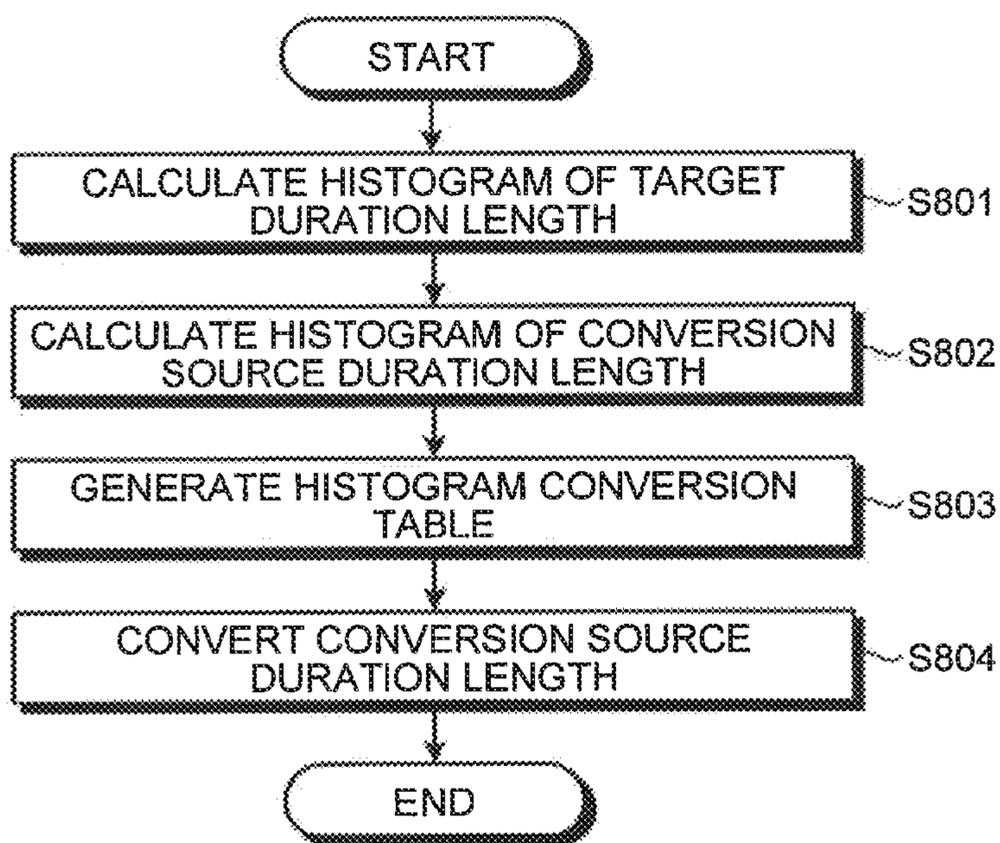 START
CALCULATE HISTOGRAM OF TARGET
DURATION LENGTH
S801
CALCULATE HISTOGRAM OF CONVERSION
SOURCE DURATION LENGTH
S802
GENERATE HISTOGRAM CONVERSION
TABLE
S803
CONVERT CONVERSION SOURCE
DURATION LENGTH
S804
END